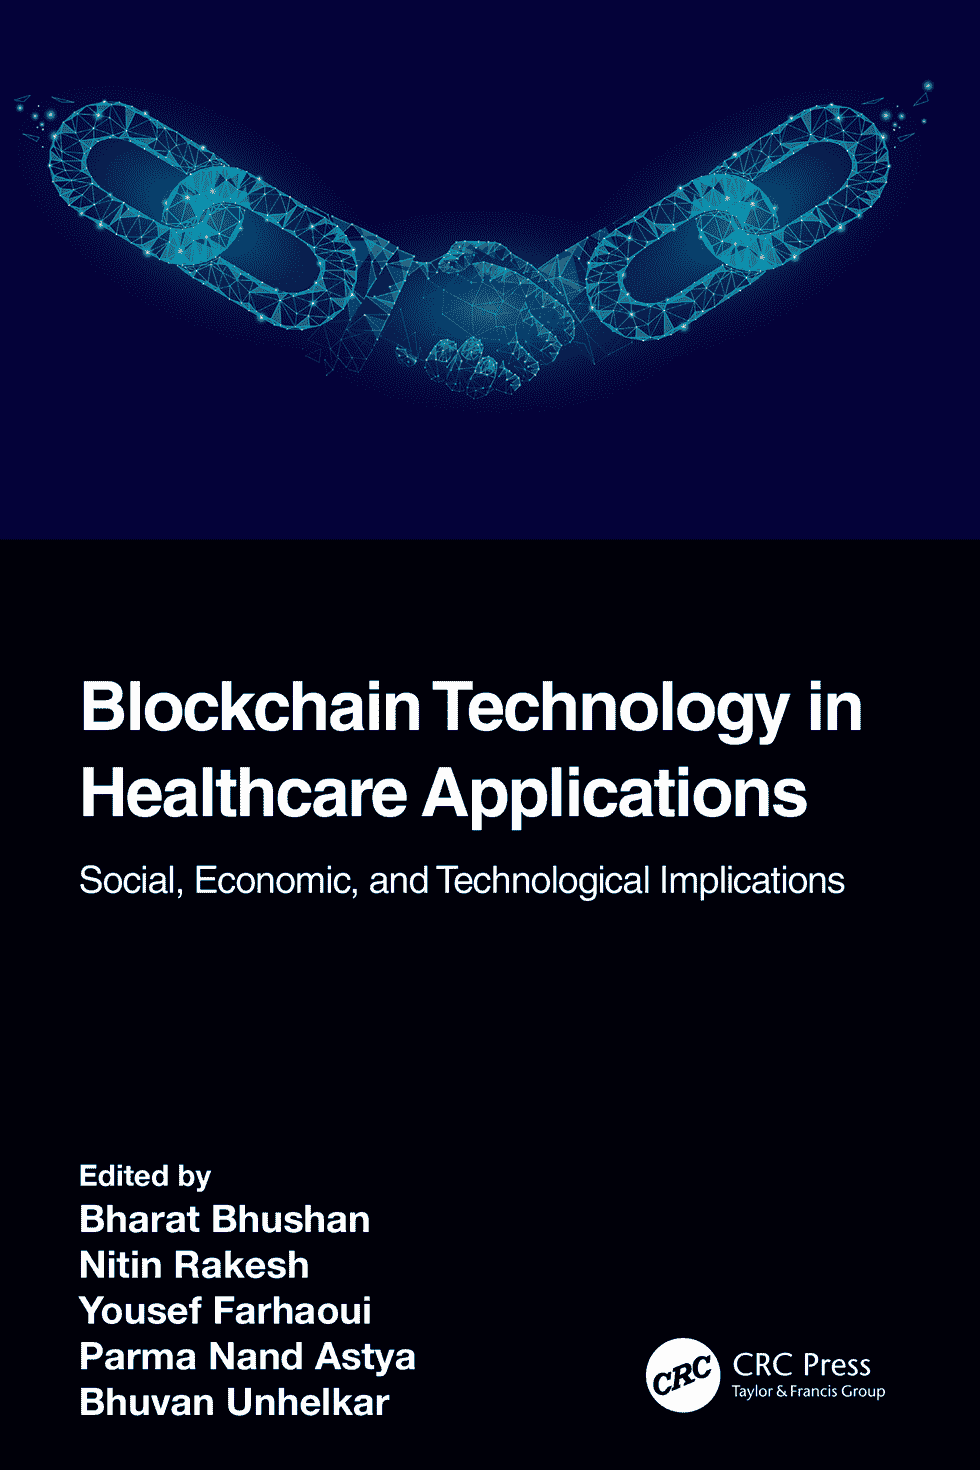 Blockchain Technology in
Healthcare Applications
Social, Economic, and Technological Implications
Edited by
Bharat Bhushan
Nitin Rakesh
Yousef Farhaoui
Parma Nand Astya
Bhuvan Unhelkar
CRC
CRC Press
Taylor & Francis Group